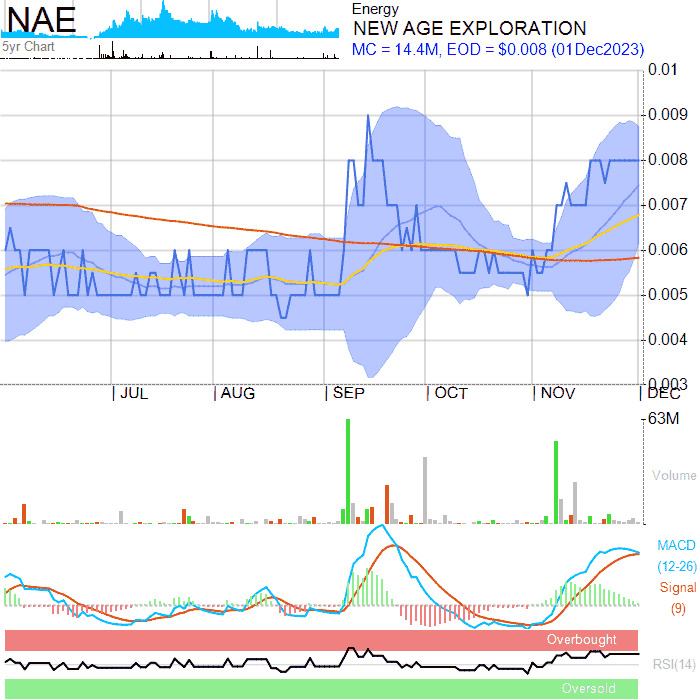 NAE
5yr Chart
Energy
NEW AGE EXPLORATION
MC = 14.4M, EOD = $0.008 (01Dec2023)
0.01
0.009
0.008
0.007
0.006
0.005
0.004
0.003
JUL AUG SEP OCT NOV DEC
63M
Volume
MACD
(12-26)
Signal
(9)
Overbought
RSI(14)
Oversold